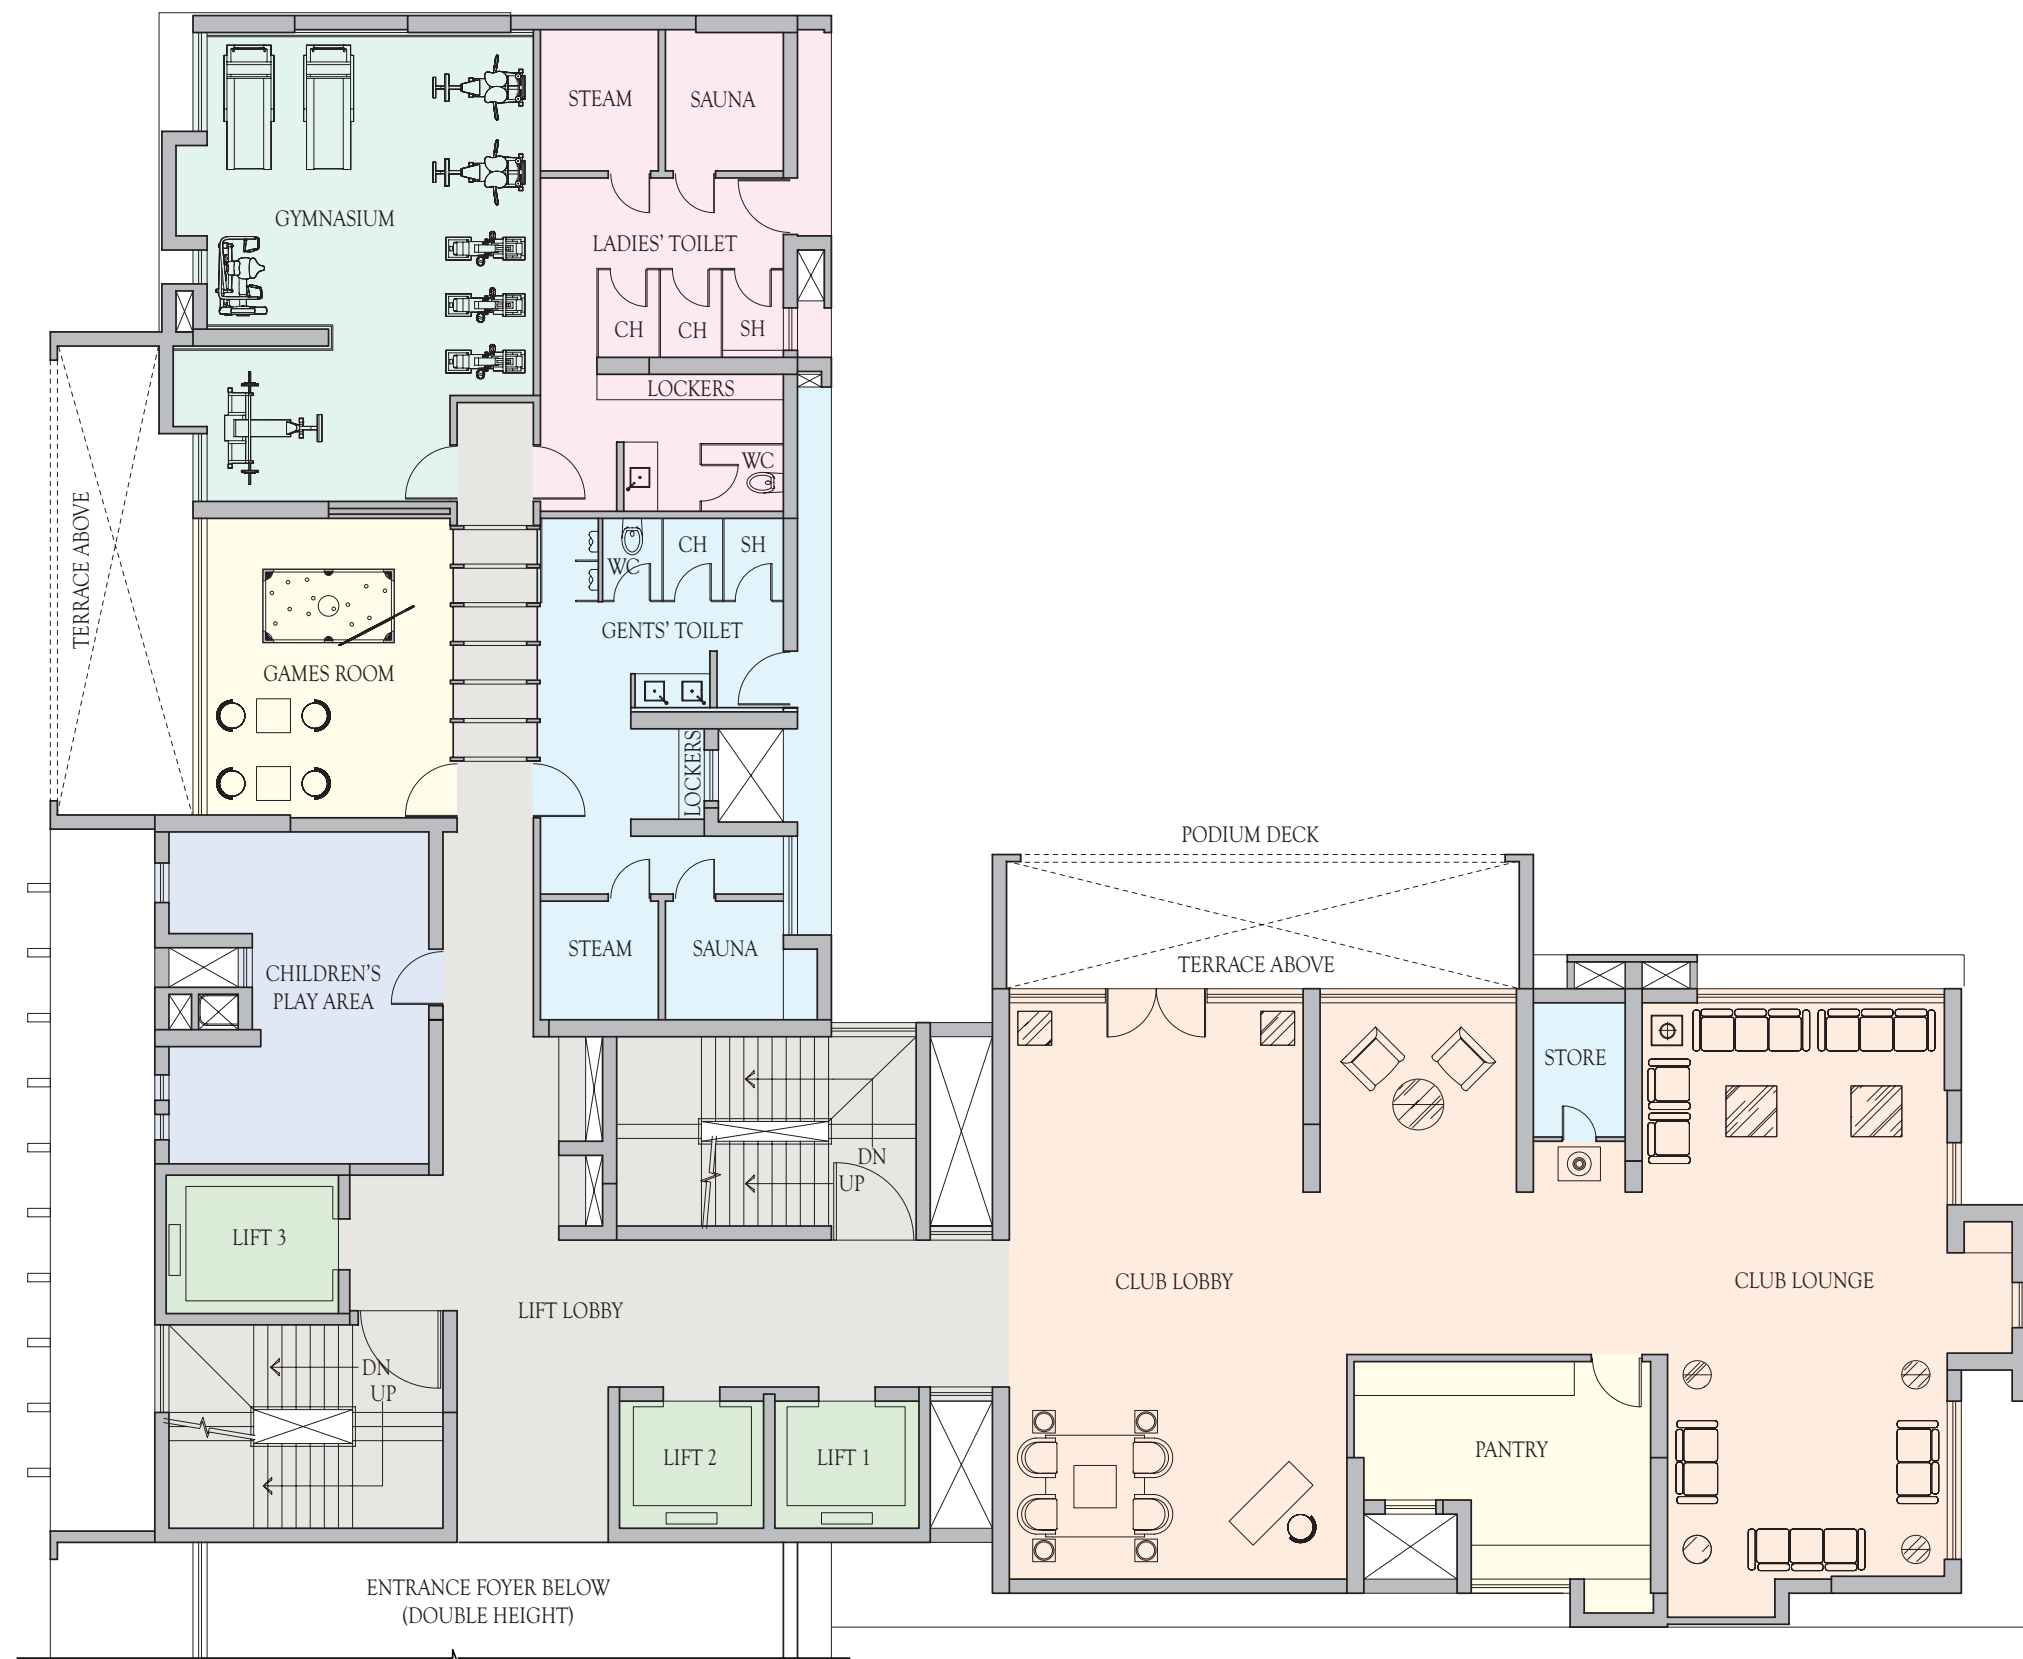 STEAM
SAUNA
GYMNASIUM
LADIES' TOILET
CH
CH
SH
LOCKERS
WC
TERRACE ABOVE
CH
SH
WC
GENTS' TOILET
GAMES ROOM
LOCKERS
STEAM
SAUNA
CHILDREN'S
PLAY AREA
PODIUM DECK
TERRACE ABOVE
STORE
DN
UP
LIFT 3
LIFT LOBBY
CLUB LOBBY
CLUB LOUNGE
DN
UP
LIFT 2
LIFT 1
PANTRY
ENTRANCE FOYER BELOW
(DOUBLE HEIGHT)